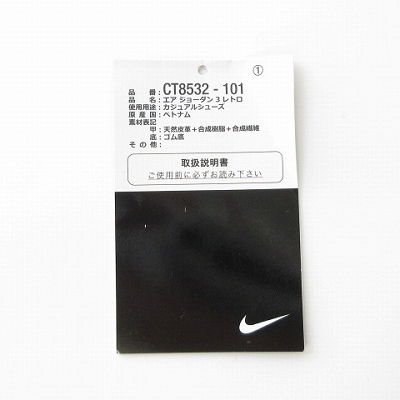 ①
品番：CT8532 - 101
品名：エア ジョーダン 3 レトロ
使用用途：カジュアルシューズ
原産国：ベトナム
素材表記
甲：天然皮革＋合成樹脂＋合成繊維
底：ゴム底
その他：
取扱説明書
ご使用前に必ずお読み下さい